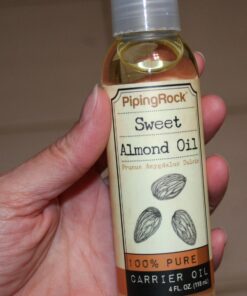 PipingRock
Sweet
Almond Oil
Prunus Amygdalus Dulcis
100% PURE
CARRIER OIL
4 FL. OZ. (118 mL)